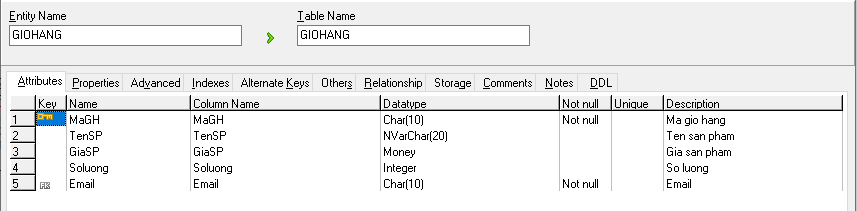 Entity Name Table Name
GIOHANG GIOHANG
Attributes Properties Advanced Indexes Alternate Keys Others Relationship Storage Comments Notes DDL
Key Name Column Name Datatype Not null Unique Description
1 MaGH MaGH Char(10) Not null Ma gio hang
2 TenSP TenSP NVarChar(20) Ten san pham
3 GiaSP GiaSP Money Gia san pham
4 Soluong Soluong Integer So luong
5 FK Email Email Char(10) Not null Email